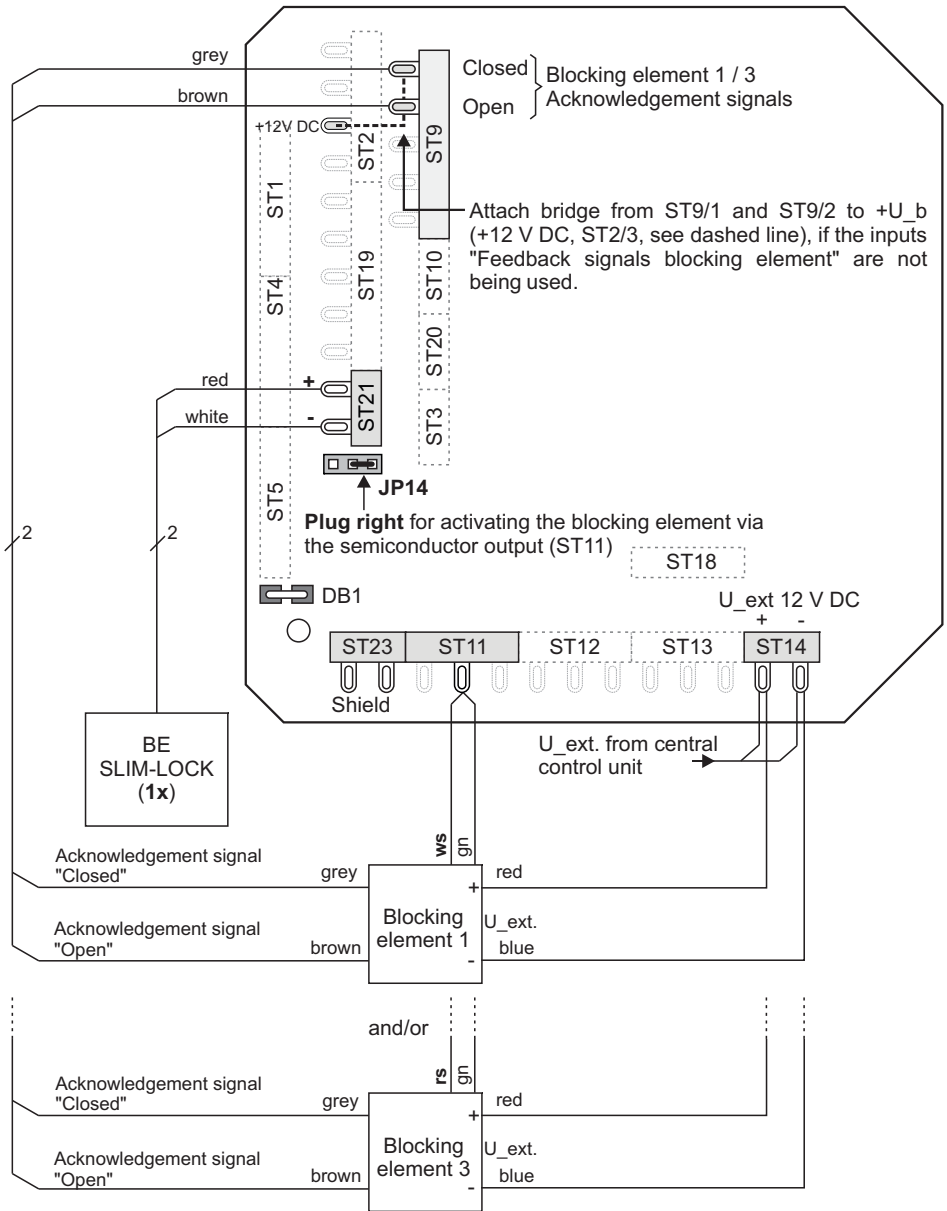 grey
Closed
Blocking element 1 / 3
Acknowledgement signals
brown
Open
+12V DC
ST2
ST9
ST1
Attach bridge from ST9/1 and ST9/2 to +U_b
(+12 V DC, ST2/3, see dashed line), if the inputs
"Feedback signals blocking element" are not
being used.
ST4
ST19
ST10
ST20
red
+
white
-
ST21
ST3
JP14
ST5
Plug right for activating the blocking element via
the semiconductor output (ST11)
2
2
ST18
DB1
U_ext 12 V DC
+ -
ST23
ST11
ST12
ST13
ST14
Shield
BE
SLIM-LOCK
(1x)
U_ext. from central
control unit
ws
gn
Acknowledgement signal
"Closed"
grey
+
red
Blocking
element 1
U_ext.
Acknowledgement signal
"Open"
brown
-
blue
and/or
rs
gn
Acknowledgement signal
"Closed"
grey
+
red
Blocking
element 3
U_ext.
Acknowledgement signal
"Open"
brown
-
blue